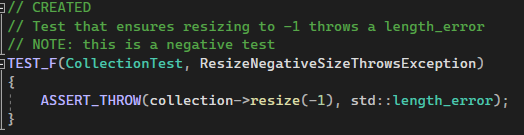 // CREATED
// Test that ensures resizing to -1 throws a length_error
// NOTE: this is a negative test
TEST_F(CollectionTest, ResizeNegativeSizeThrowsException)
{
    ASSERT_THROW(collection->resize(-1), std::length_error);
}